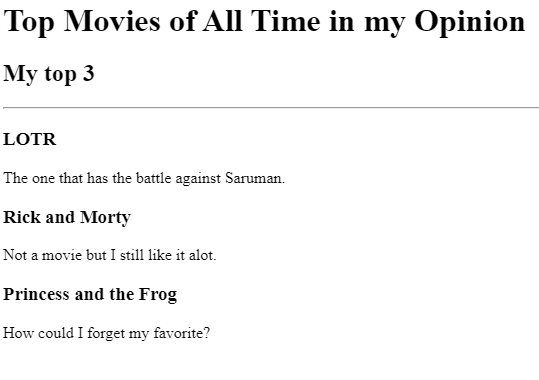 Top Movies of All Time in my Opinion
My top 3
LOTR
The one that has the battle against Saruman.
Rick and Morty
Not a movie but I still like it alot.
Princess and the Frog
How could I forget my favorite?